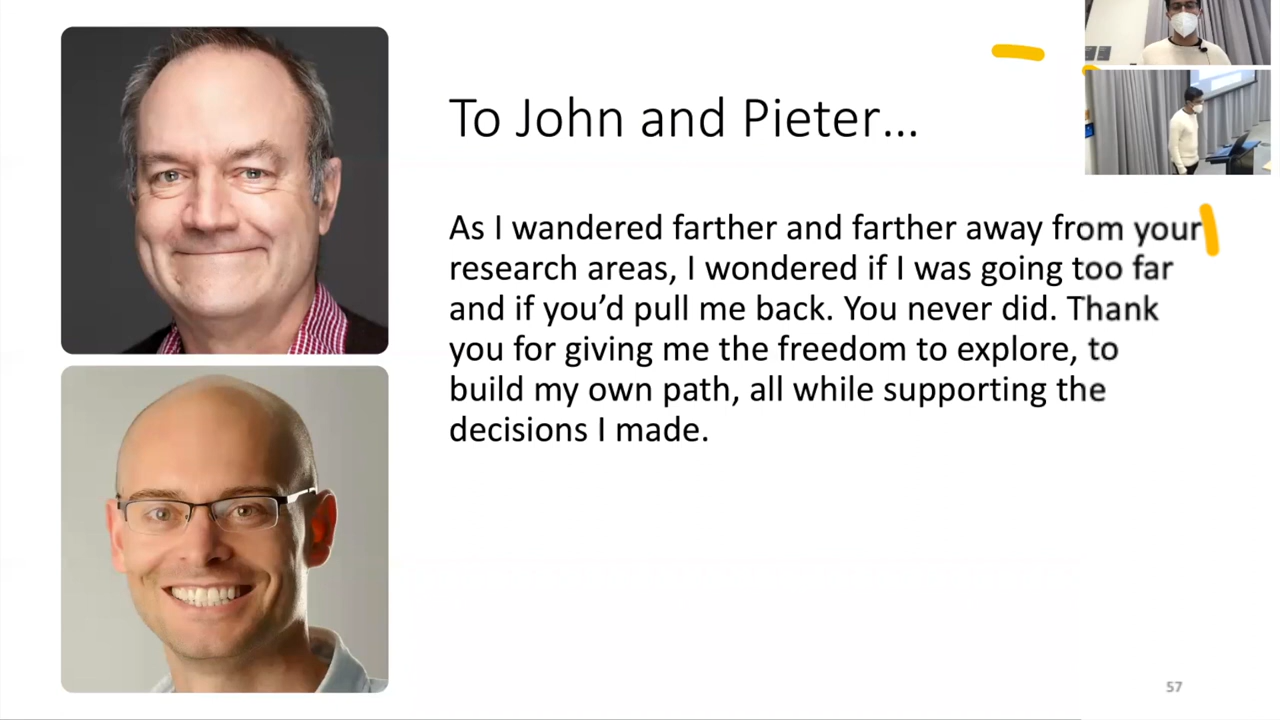 To John and Pieter...
As I wandered farther and farther away from your
research areas, I wondered if I was going too far
and if you’d pull me back. You never did. Thank
you for giving me the freedom to explore, to
build my own path, all while supporting the
decisions I made.
57